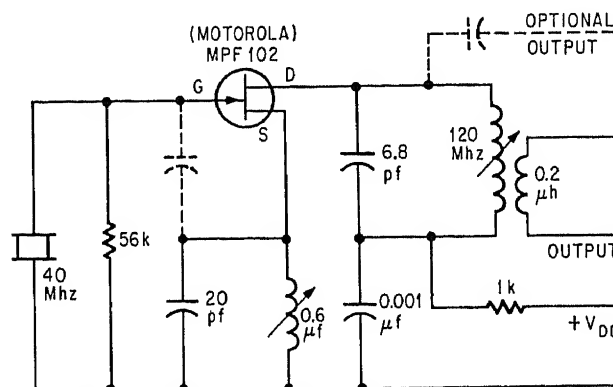 OPTIONAL
OUTPUT
(MOTOROLA)
MPF 102
G
D
S
120
Mhz
6.8
pf
0.2
μh
56k
OUTPUT
40
Mhz
20
pf
0.6
μf
0.001
μf
1k
+ V